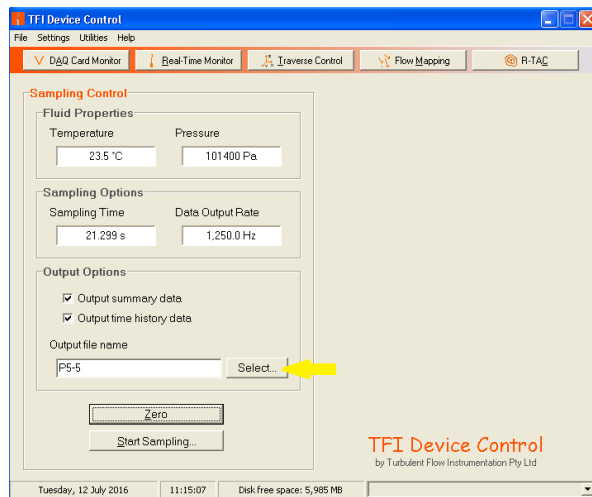 TFI Device Control
File Settings Utilities Help
DAQ Card Monitor Real-Time Monitor Traverse Control Flow Mapping R-TAC
Sampling Control
Fluid Properties
Temperature Pressure
23.5 °C 101400 Pa
Sampling Options
Sampling Time Data Output Rate
21.299 s 1,250.0 Hz
Output Options
Output summary data
Output time history data
Output file name
P5-5 Select...
Zero
Start Sampling...
TFI Device Control
by Turbulent Flow Instrumentation Pty Ltd
Tuesday, 12 July 2016 11:15:07 Disk free space: 5,985 MB